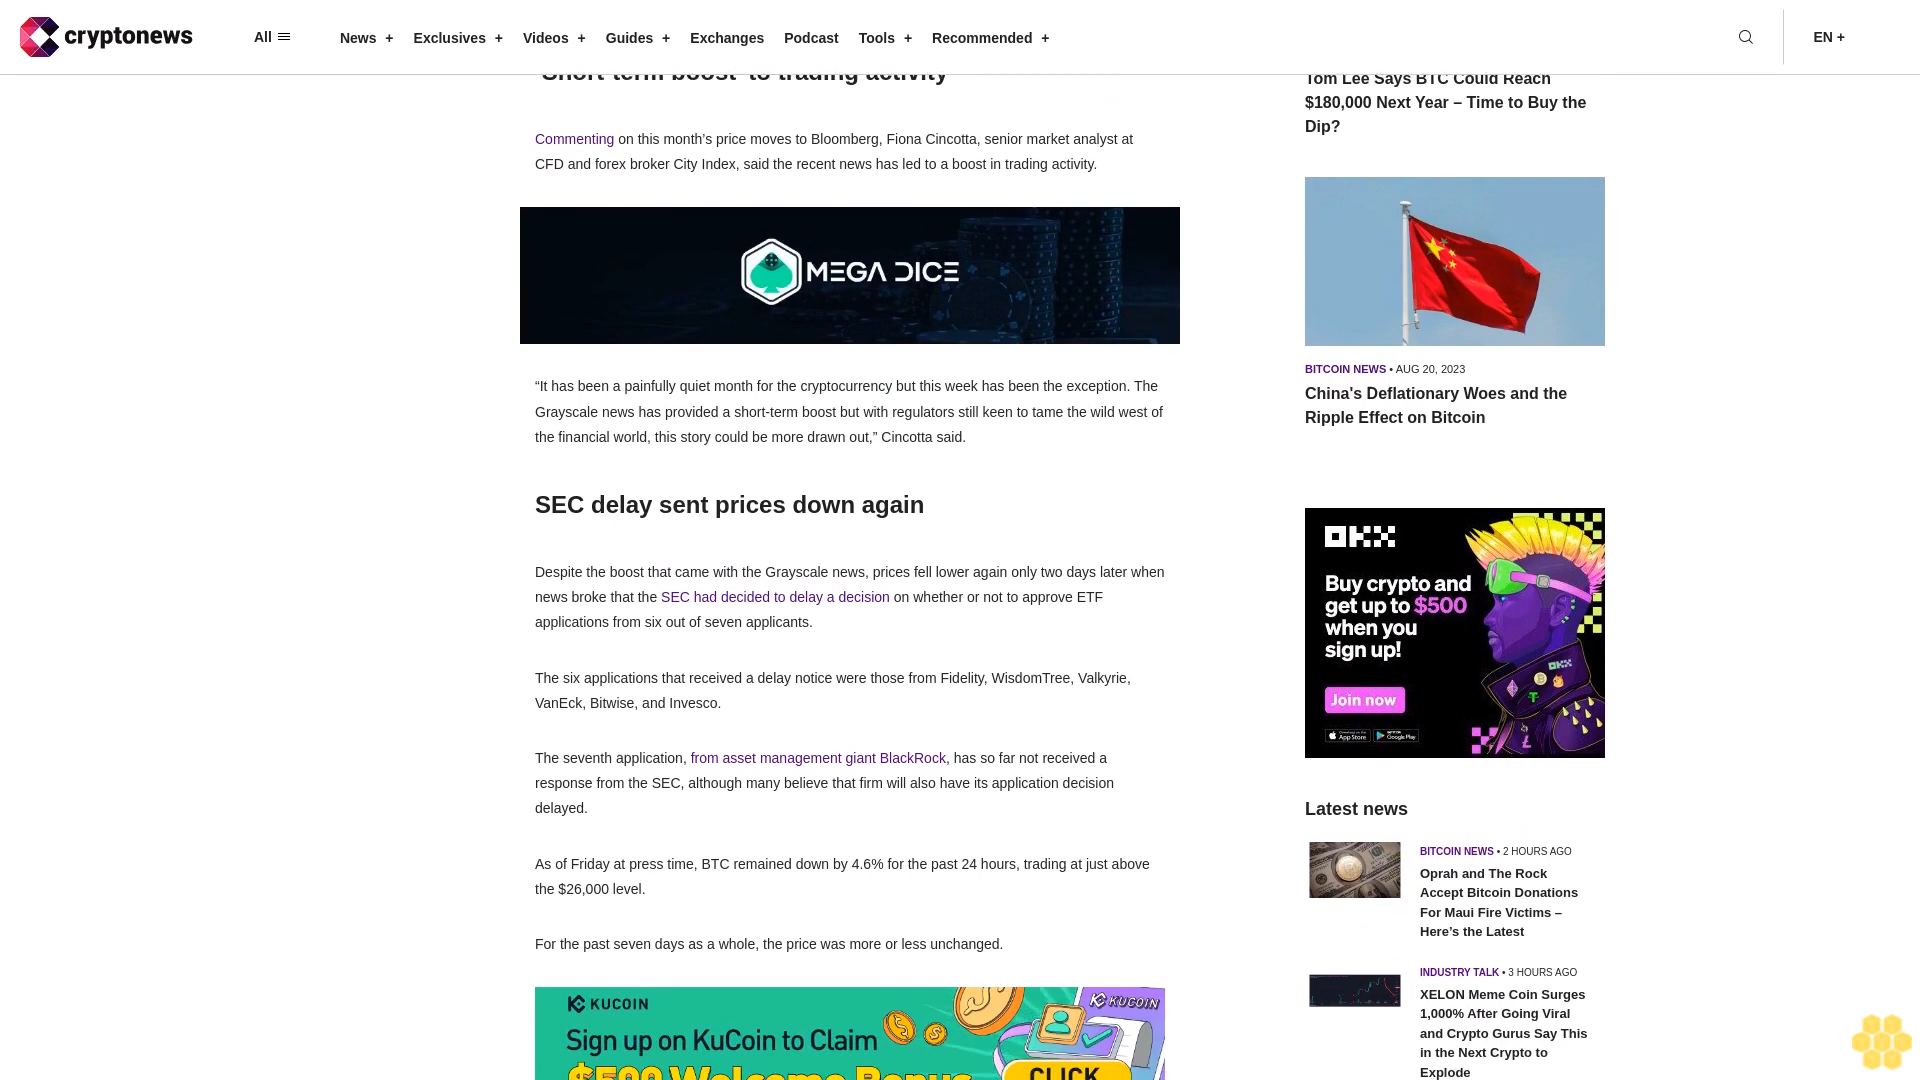 cryptonews
All
News +
Exclusives +
Videos +
Guides +
Exchanges
Podcast
Tools +
Recommended +
EN +
'Short-term boost' to trading activity
Commenting on this month’s price moves to Bloomberg, Fiona Cincotta, senior market analyst at
CFD and forex broker City Index, said the recent news has led to a boost in trading activity.
MEGA DICE
“It has been a painfully quiet month for the cryptocurrency but this week has been the exception. The
Grayscale news has provided a short-term boost but with regulators still keen to tame the wild west of
the financial world, this story could be more drawn out,” Cincotta said.
SEC delay sent prices down again
Despite the boost that came with the Grayscale news, prices fell lower again only two days later when
news broke that the SEC had decided to delay a decision on whether or not to approve ETF
applications from six out of seven applicants.
The six applications that received a delay notice were those from Fidelity, WisdomTree, Valkyrie,
VanEck, Bitwise, and Invesco.
The seventh application, from asset management giant BlackRock, has so far not received a
response from the SEC, although many believe that firm will also have its application decision
delayed.
As of Friday at press time, BTC remained down by 4.6% for the past 24 hours, trading at just above
the $26,000 level.
For the past seven days as a whole, the price was more or less unchanged.
KUCOIN
KUCOIN
Sign up on KuCoin to Claim
$500 Welcome Bonus
CLICK
Tom Lee Says BTC Could Reach
$180,000 Next Year – Time to Buy the
Dip?
BITCOIN NEWS • AUG 20, 2023
China's Deflationary Woes and the
Ripple Effect on Bitcoin
OKX
Buy crypto and
get up to $500
when you
sign up!
OKX
Join now
Download on the
App Store
GET IT ON
Google Play
Latest news
BITCOIN NEWS • 2 HOURS AGO
Oprah and The Rock
Accept Bitcoin Donations
For Maui Fire Victims –
Here’s the Latest
INDUSTRY TALK • 3 HOURS AGO
XELON Meme Coin Surges
1,000% After Going Viral
and Crypto Gurus Say This
in the Next Crypto to
Explode